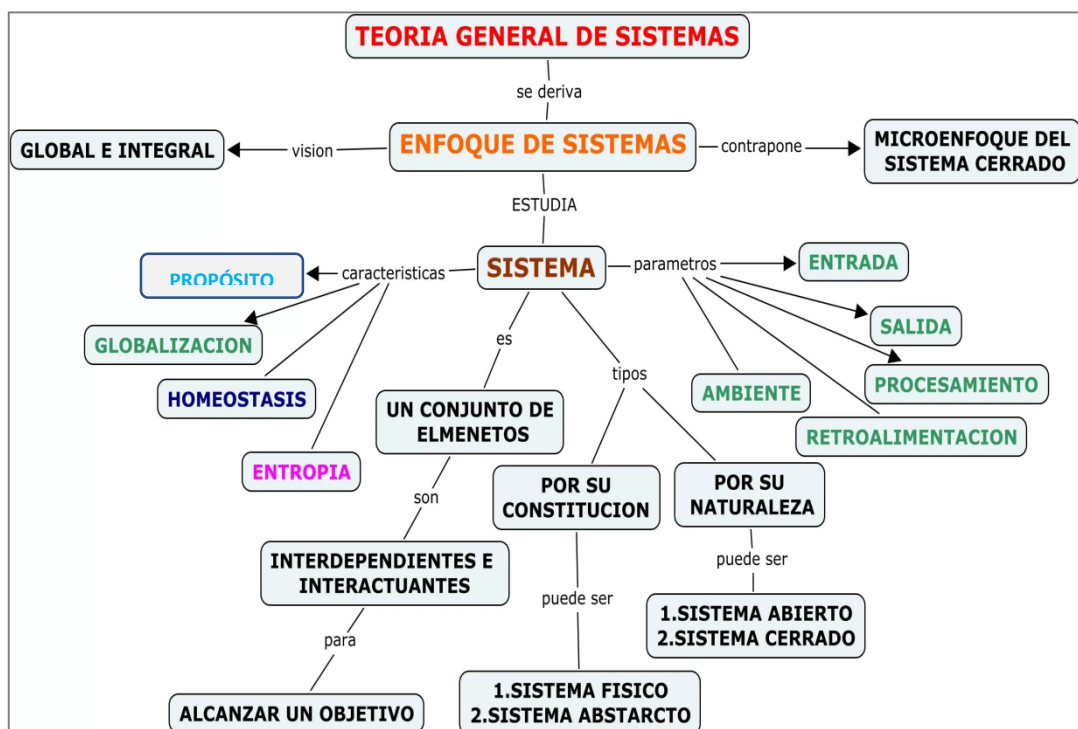 TEORIA GENERAL DE SISTEMAS
se deriva
GLOBAL E INTEGRAL
vision
ENFOQUE DE SISTEMAS
contrapone
MICROENFOQUE DEL
SISTEMA CERRADO
ESTUDIA
PROPÓSITO
caracteristicas
SISTEMA
parametros
ENTRADA
GLOBALIZACION
SALIDA
es
tipos
HOMEOSTASIS
AMBIENTE
PROCESAMIENTO
UN CONJUNTO DE
ELMENETOS
RETROALIMENTACION
ENTROPIA
son
POR SU
CONSTITUCION
POR SU
NATURALEZA
INTERDEPENDIENTES E
INTERACTUANTES
puede ser
puede ser
1.SISTEMA ABIERTO
2.SISTEMA CERRADO
para
ALCANZAR UN OBJETIVO
1.SISTEMA FISICO
2.SISTEMA ABSTARCTO